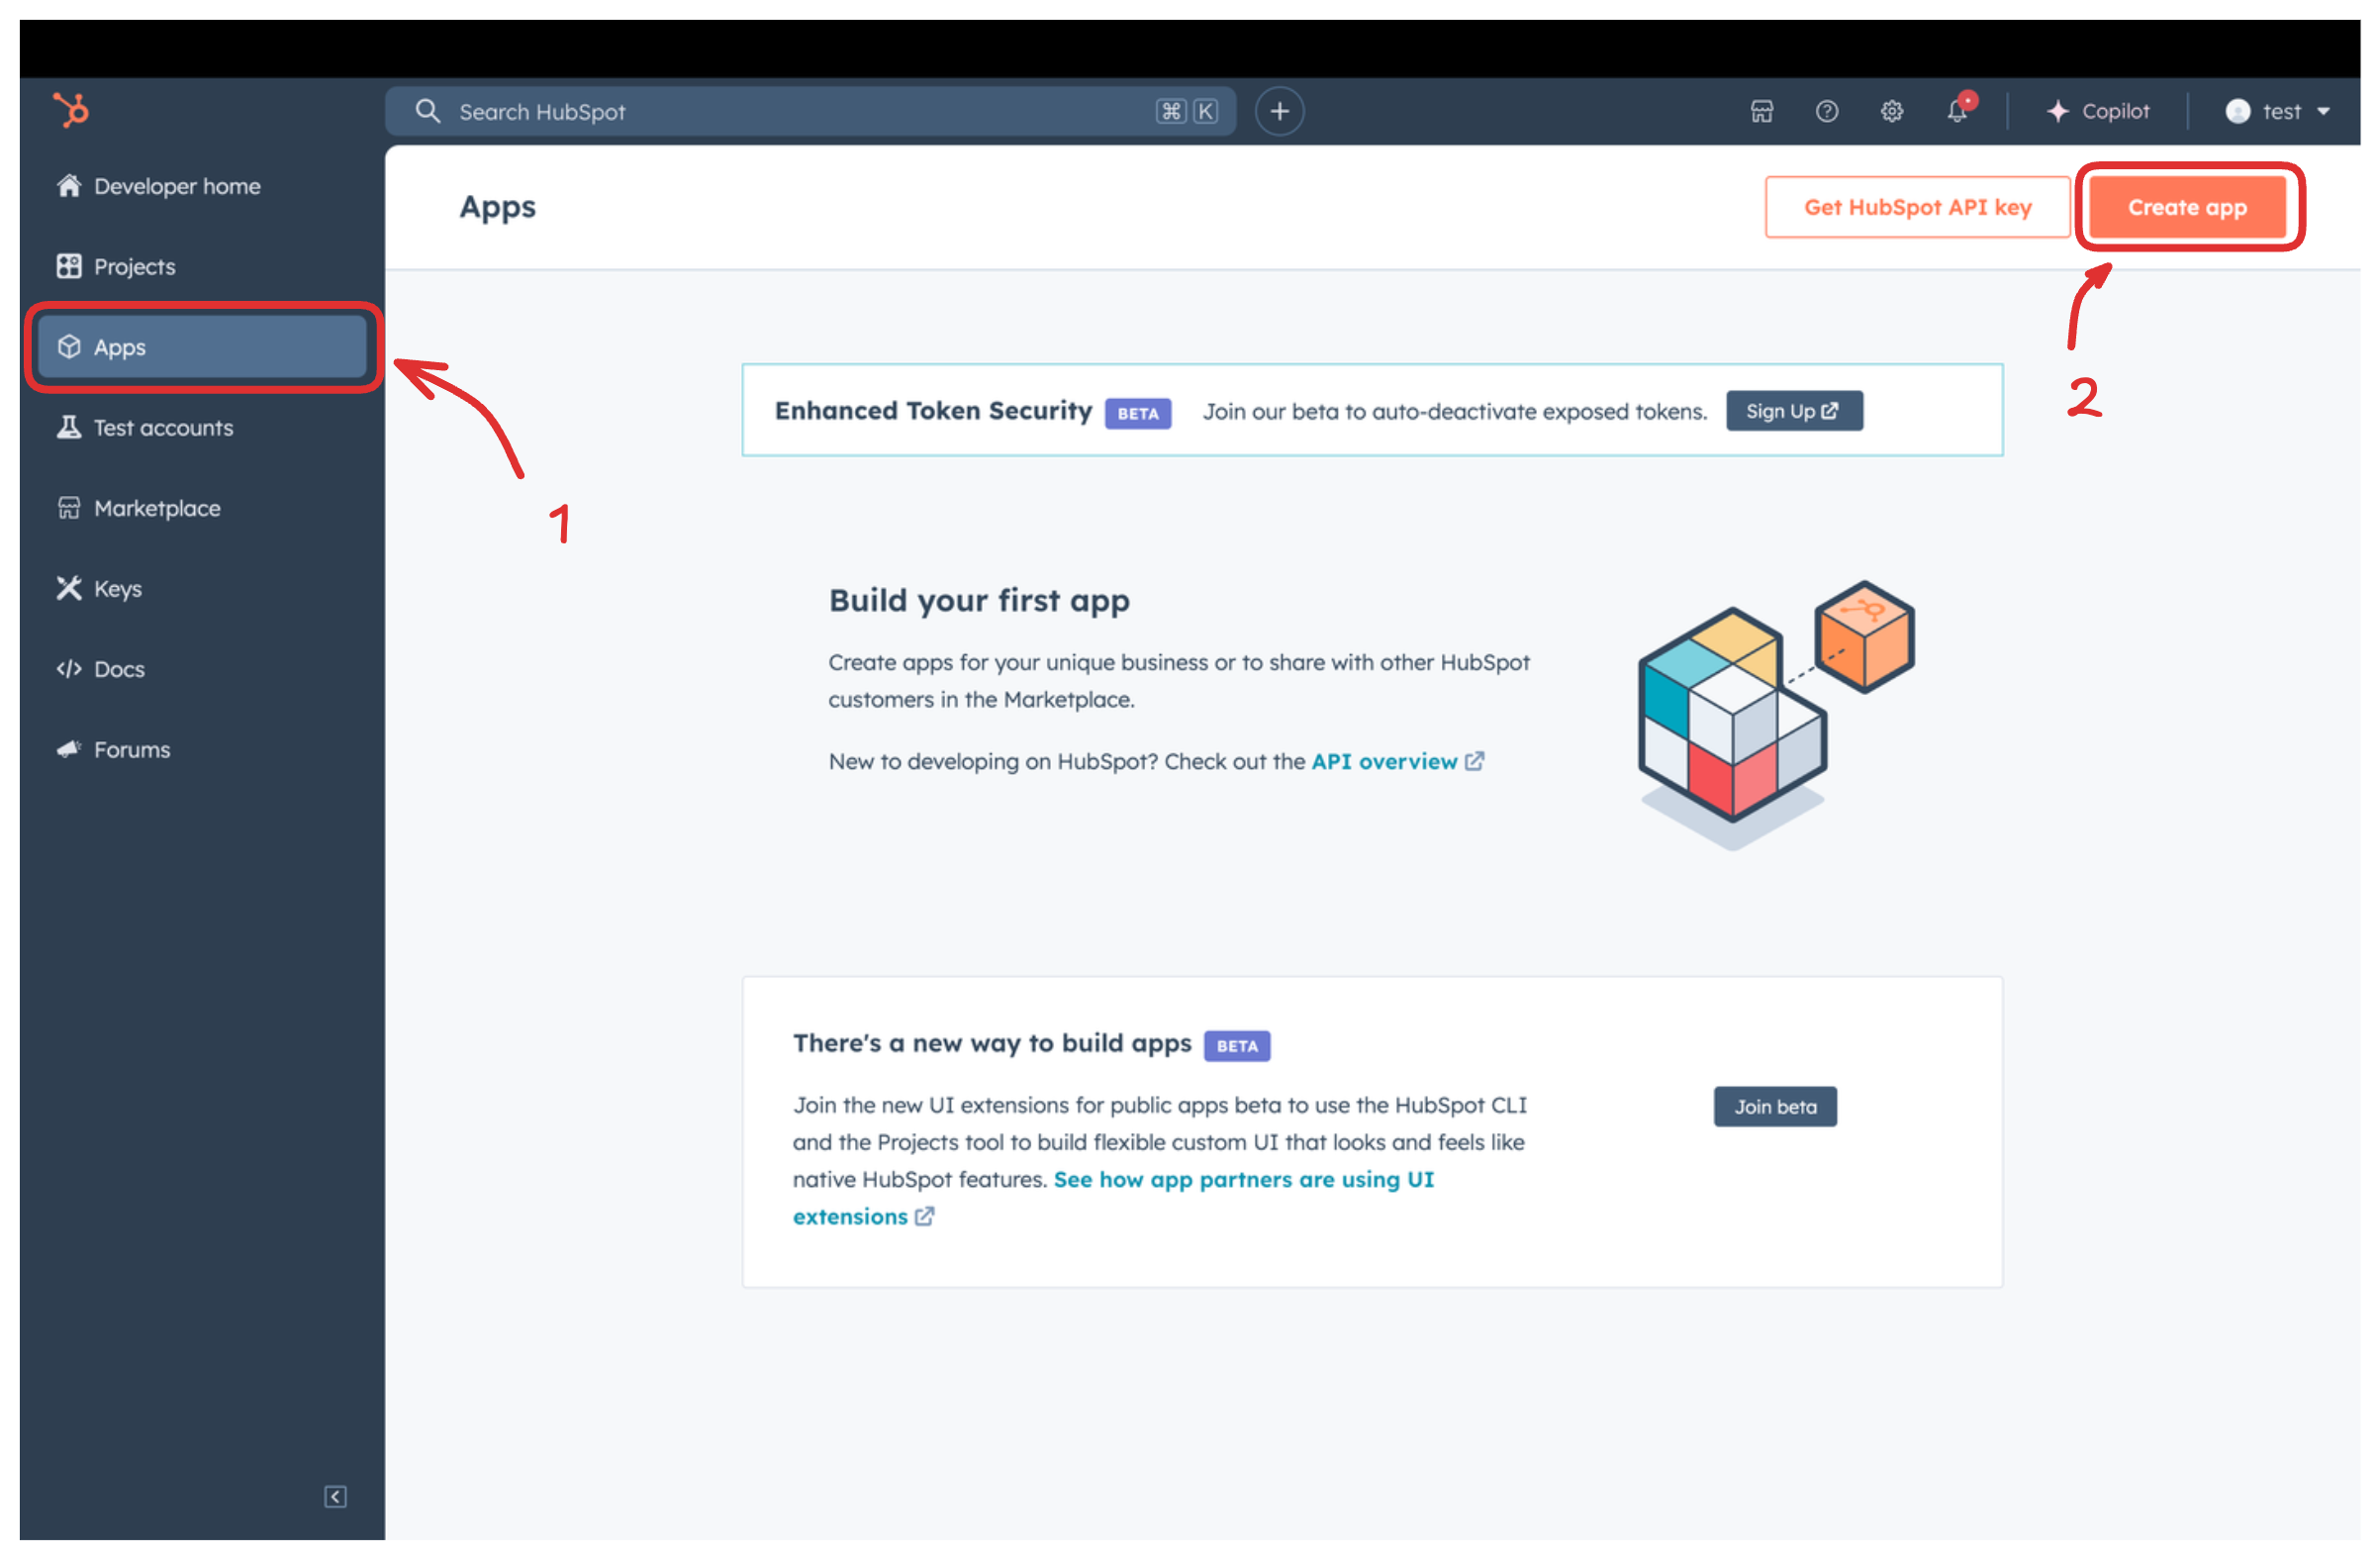 Search HubSpot ⌘ K +
Copilot
test
Developer home
Projects
Apps
Test accounts
Marketplace
Keys
Docs
Forums
Apps
Get HubSpot API key
Create app
1
2
Enhanced Token Security BETA Join our beta to auto-deactivate exposed tokens. Sign Up
Build your first app
Create apps for your unique business or to share with other HubSpot
customers in the Marketplace.
New to developing on HubSpot? Check out the API overview
There's a new way to build apps BETA
Join the new UI extensions for public apps beta to use the HubSpot CLI
and the Projects tool to build flexible custom UI that looks and feels like
native HubSpot features. See how app partners are using UI
extensions
Join beta